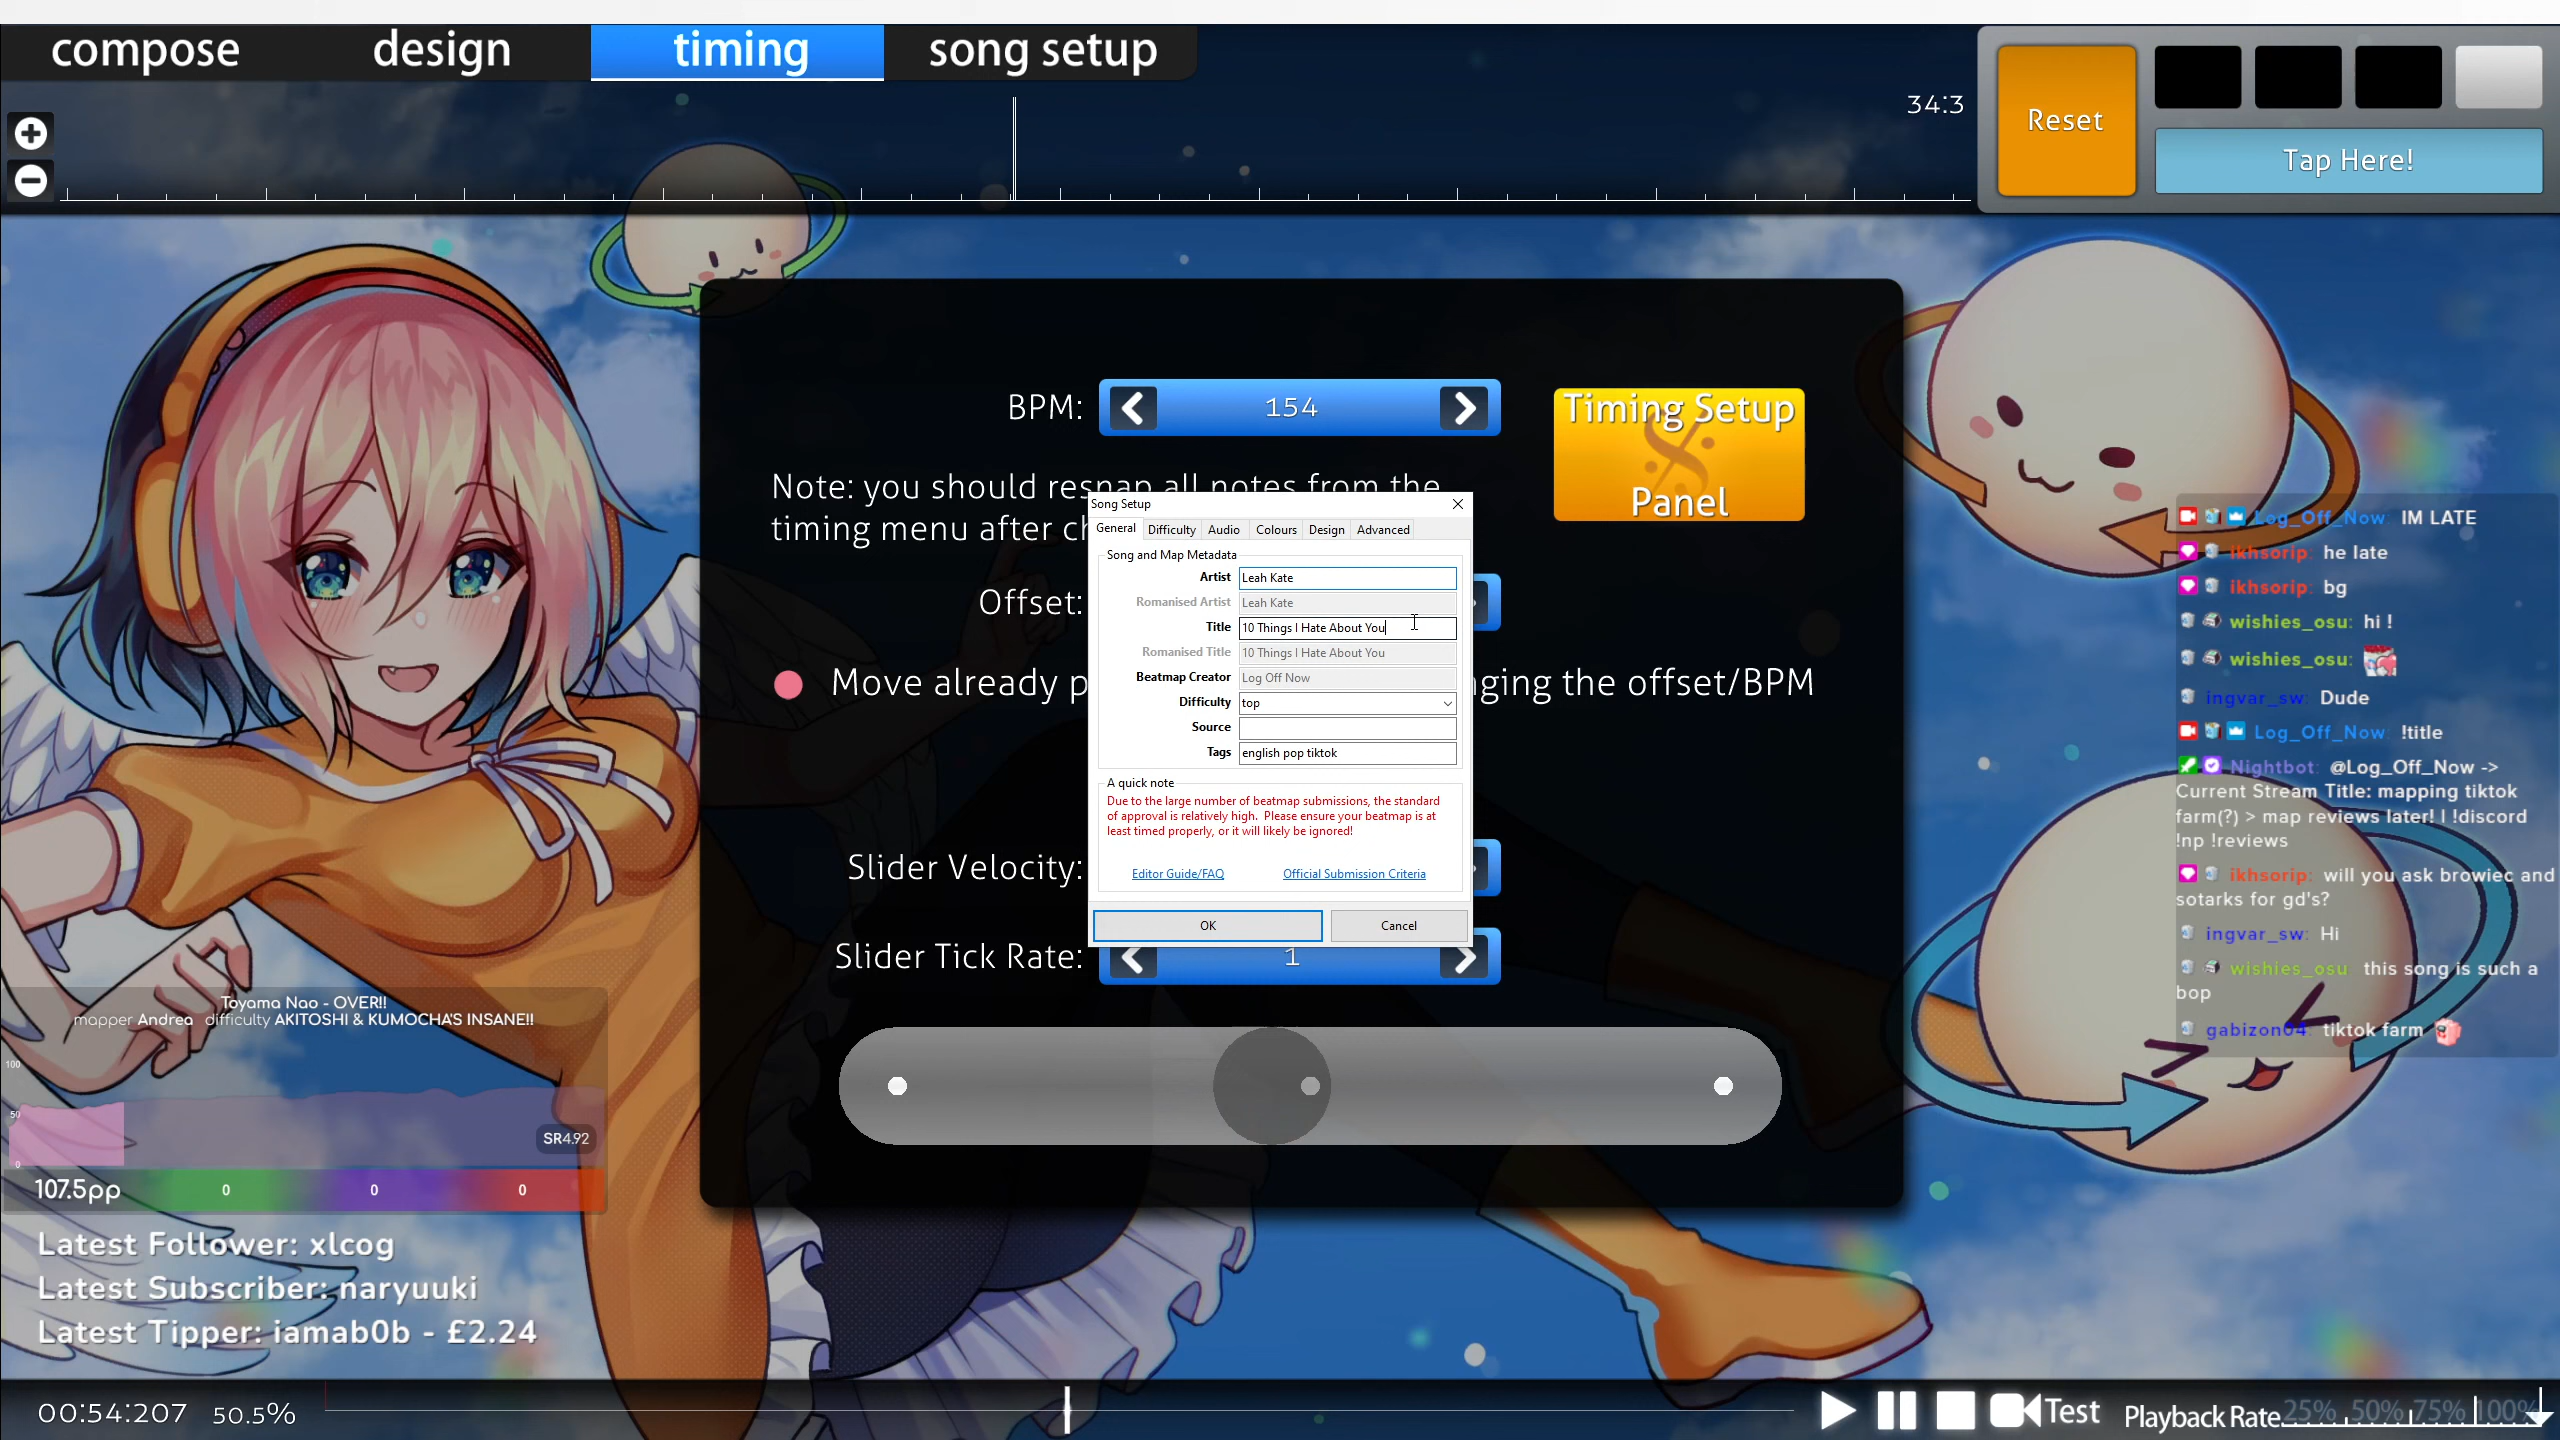 compose design timing song setup
34:3
Reset
Tap Here!
BPM: 154
Timing Setup
Panel
Note: you should resnap all notes from the
timing menu after ch
Offset:
Move already p
nging the offset/BPM
Slider Velocity:
Slider Tick Rate: 1
Song Setup
General Difficulty Audio Colours Design Advanced
Song and Map Metadata
Artist Leah Kate
Romanised Artist Leah Kate
Title 10 Things I Hate About You
Romanised Title 10 Things I Hate About You
Beatmap Creator Log Off Now
Difficulty top
Source
Tags english pop tiktok
A quick note
Due to the large number of beatmap submissions, the standard
of approval is relatively high. Please ensure your beatmap is at
least timed properly, or it will likely be ignored!
Editor Guide/FAQ Official Submission Criteria
OK Cancel
Log_Off_Now: IM LATE
ikhsorip: he late
ikhsorip: bg
wishies_osu: hi !
wishies_osu:
ingvar_sw: Dude
Log_Off_Now: !title
Nightbot: @Log_Off_Now ->
Current Stream Title: mapping tiktok
farm(?) > map reviews later! | !discord
!np !reviews
ikhsorip: will you ask browiec and
sotarks for gd's?
ingvar_sw: Hi
wishies_osu: this song is such a
bop
gabizon04: tiktok farm
Toyama Nao - OVER!!
mapper Andrea difficulty AKITOSHI & KUMOCHA'S INSANE!!
100
50
0
SR4.92
107.5pp 0 0 0
Latest Follower: xlcog
Latest Subscriber: naryuuki
Latest Tipper: iamab0b - £2.24
00:54:207 50.5%
Test
Playback Rate 25% 50% 75% 100%